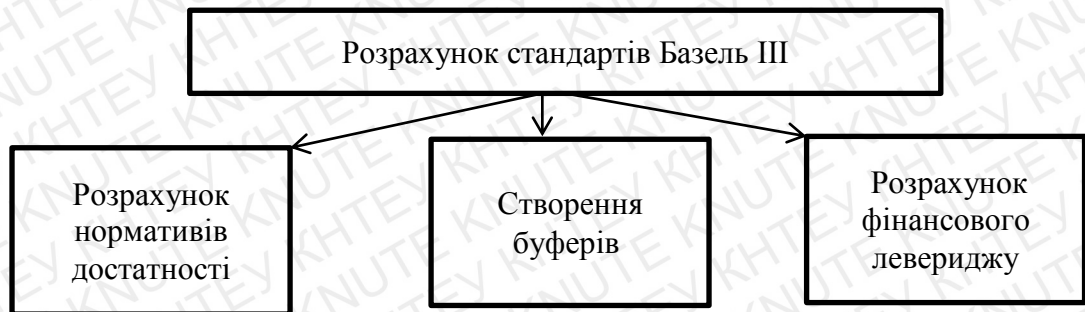 Розрахунок стандартів Базель III
Розрахунок
нормативів
достатності
Створення
буферів
Розрахунок
фінансового
левериджу